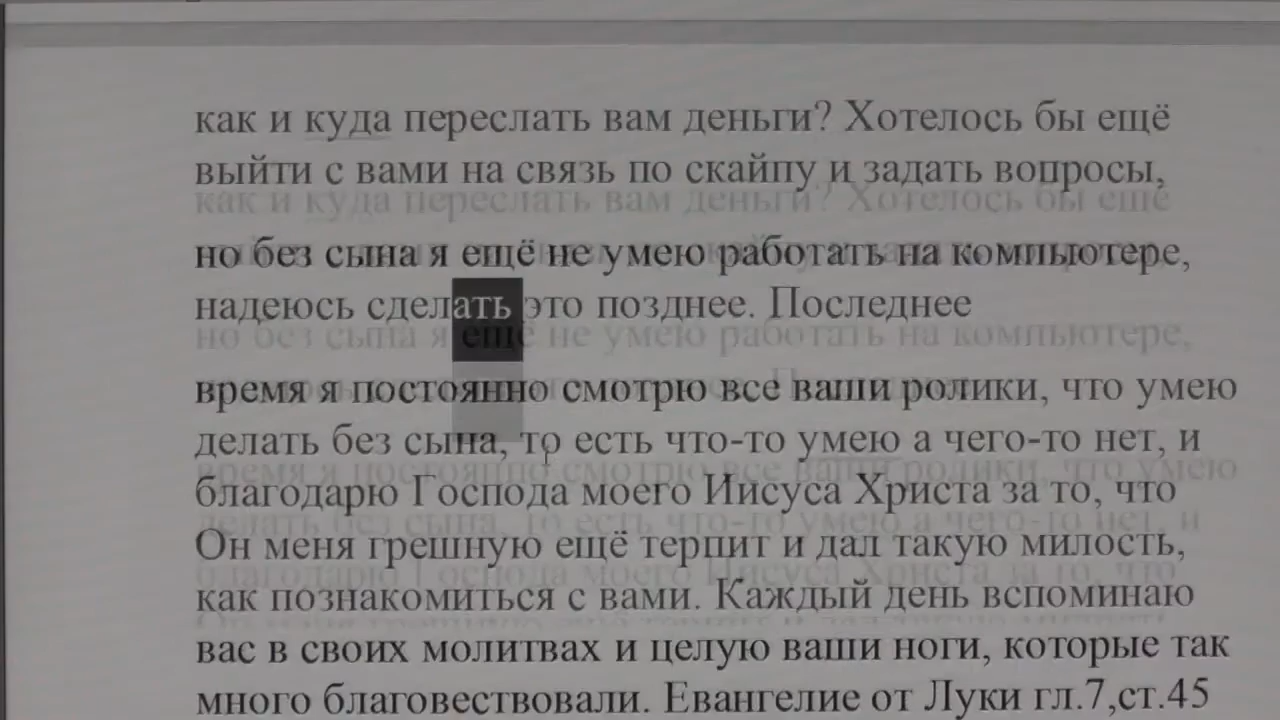 как и куда переслать вам деньги? Хотелось бы ещё
выйти с вами на связь по скайпу и задать вопросы,
но без сына я ещё не умею работать на компьютере,
надеюсь сделать это позднее. Последнее
время я постоянно смотрю все ваши ролики, что умею
делать без сына, то есть что-то умею а чего-то нет, и
благодарю Господа моего Иисуса Христа за то, что
Он меня грешную ещё терпит и дал такую милость,
как познакомиться с вами. Каждый день вспоминаю
вас в своих молитвах и целую ваши ноги, которые так
много благовествовали. Евангелие от Луки гл.7,ст.45